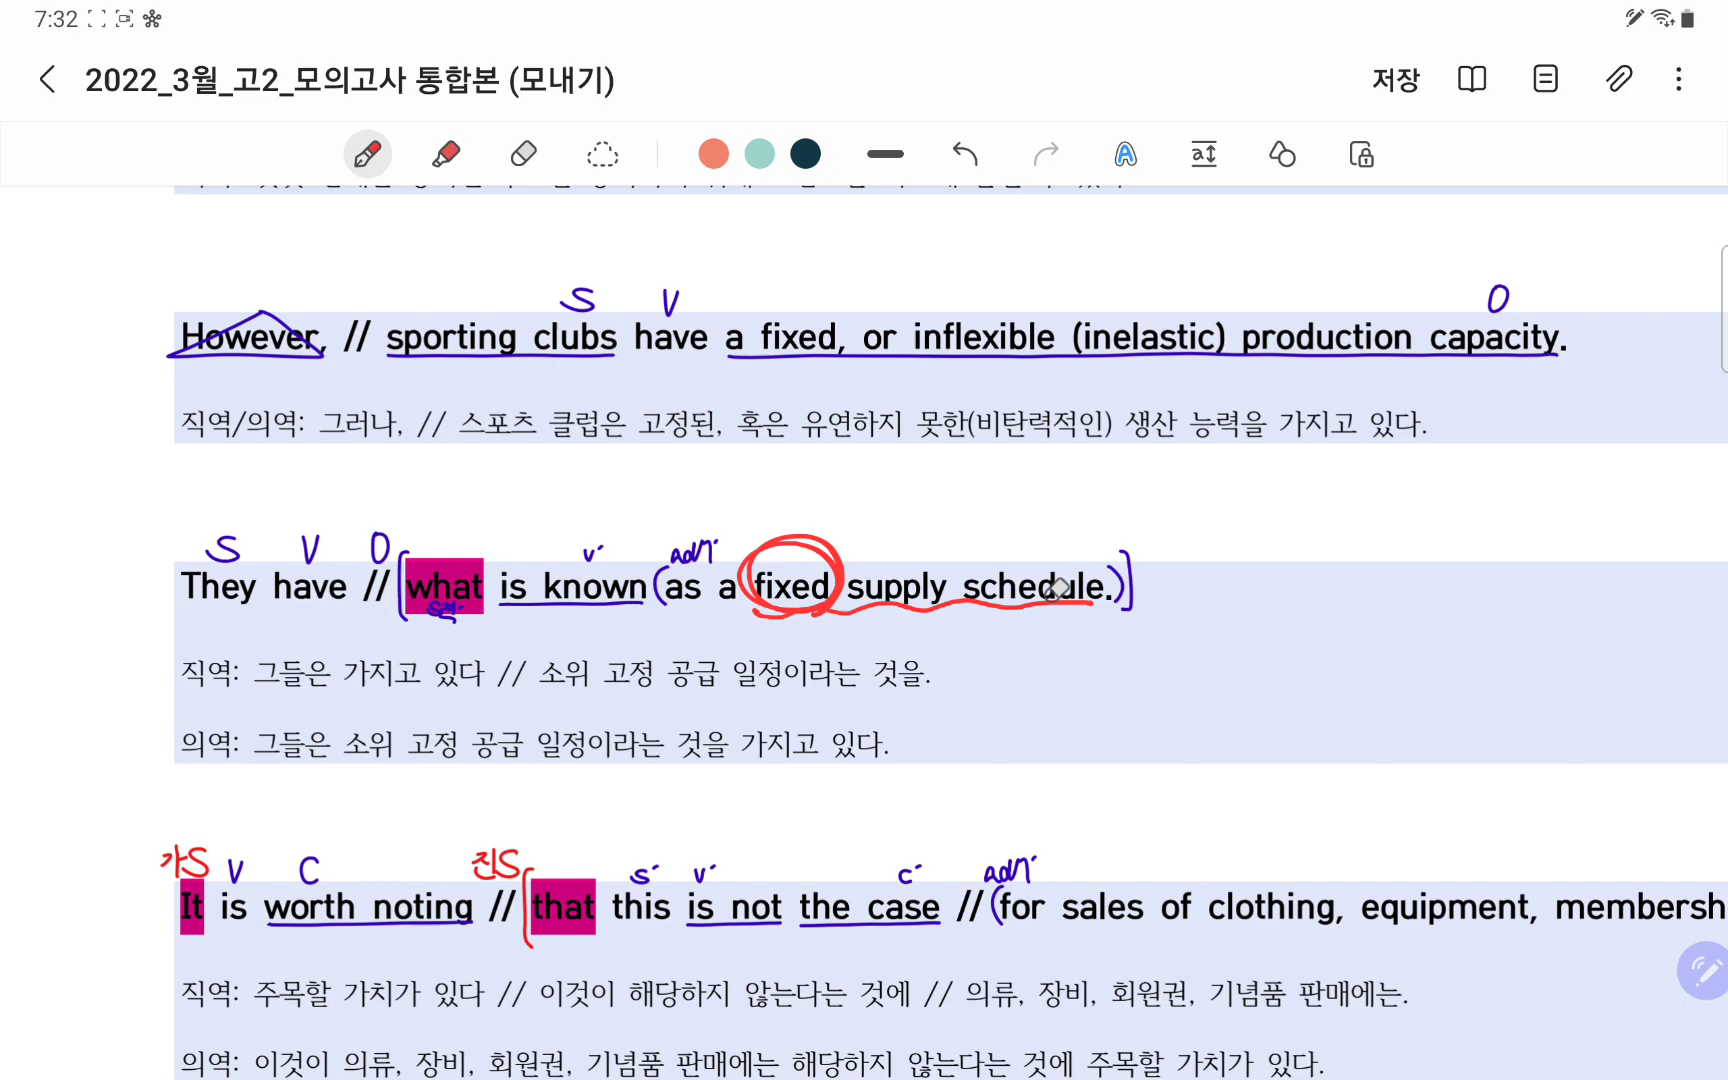 7:32
2022_3월_고2_모의고사 통합본 (모내기)
저장
S V O
However, // sporting clubs have a fixed, or inflexible (inelastic) production capacity.
직역/의역: 그러나, // 스포츠 클럽은 고정된, 혹은 유연하지 못한(비탄력적인) 생산 능력을 가지고 있다.
S V O v'
They have // [what is known (as a fixed supply schedule.)]
직역: 그들은 가지고 있다 // 소위 고정 공급 일정이라는 것을.
의역: 그들은 소위 고정 공급 일정이라는 것을 가지고 있다.
가S V C 진S s' v' c'
It is worth noting // [that this is not the case // (for sales of clothing, equipment, membersh
직역: 주목할 가치가 있다 // 이것이 해당하지 않는다는 것에 // 의류, 장비, 회원권, 기념품 판매에는.
의역: 이것이 의류, 장비, 회원권, 기념품 판매에는 해당하지 않는다는 것에 주목할 가치가 있다.